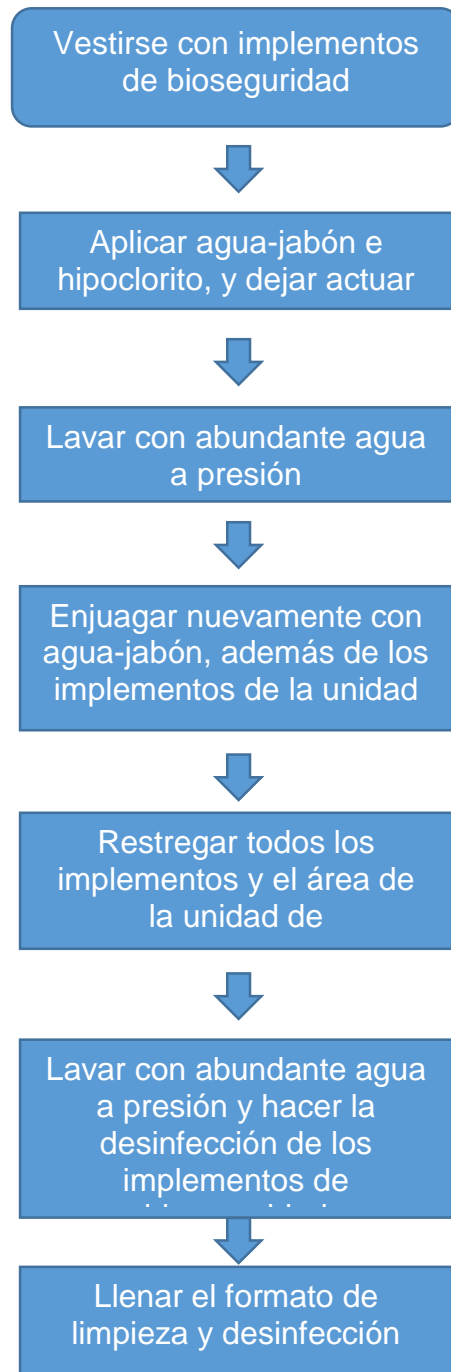 Vestirse con implementos
de bioseguridad
Aplicar agua-jabón e
hipoclorito, y dejar actuar
Lavar con abundante agua
a presión
Enjuagar nuevamente con
agua-jabón, además de los
implementos de la unidad
Restregar todos los
implementos y el área de
la unidad de
Lavar con abundante agua
a presión y hacer la
desinfección de los
implementos de
Llenar el formato de
limpieza y desinfección